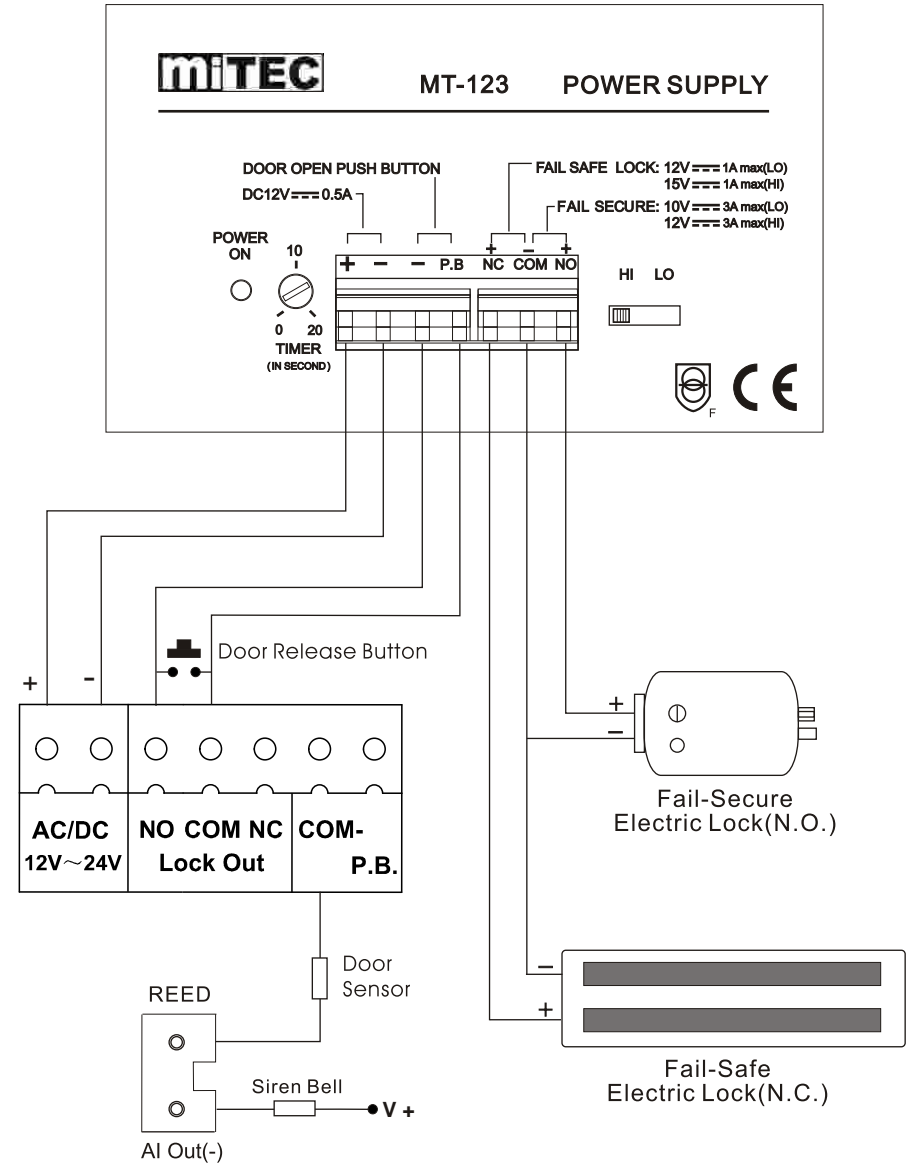 miTEC
MT-123 POWER SUPPLY
DOOR OPEN PUSH BUTTON
DC12V 0.5A
FAIL SAFE LOCK: 12V 1A max(LO)
15V 1A max(HI)
FAIL SECURE: 10V 3A max(LO)
12V 3A max(HI)
POWER
ON
10
0 20
TIMER
(IN SECOND)
+ − − P.B
+ − +
NC COM NO
HI LO
F
CE
Door Release Button
+ -
AC/DC
12V～24V
NO COM NC
Lock Out
COM-
P.B.
+
−
Fail-Secure
Electric Lock(N.O.)
Door
Sensor
REED
−
+
Fail-Safe
Electric Lock(N.C.)
Siren Bell
V +
Al Out(-)